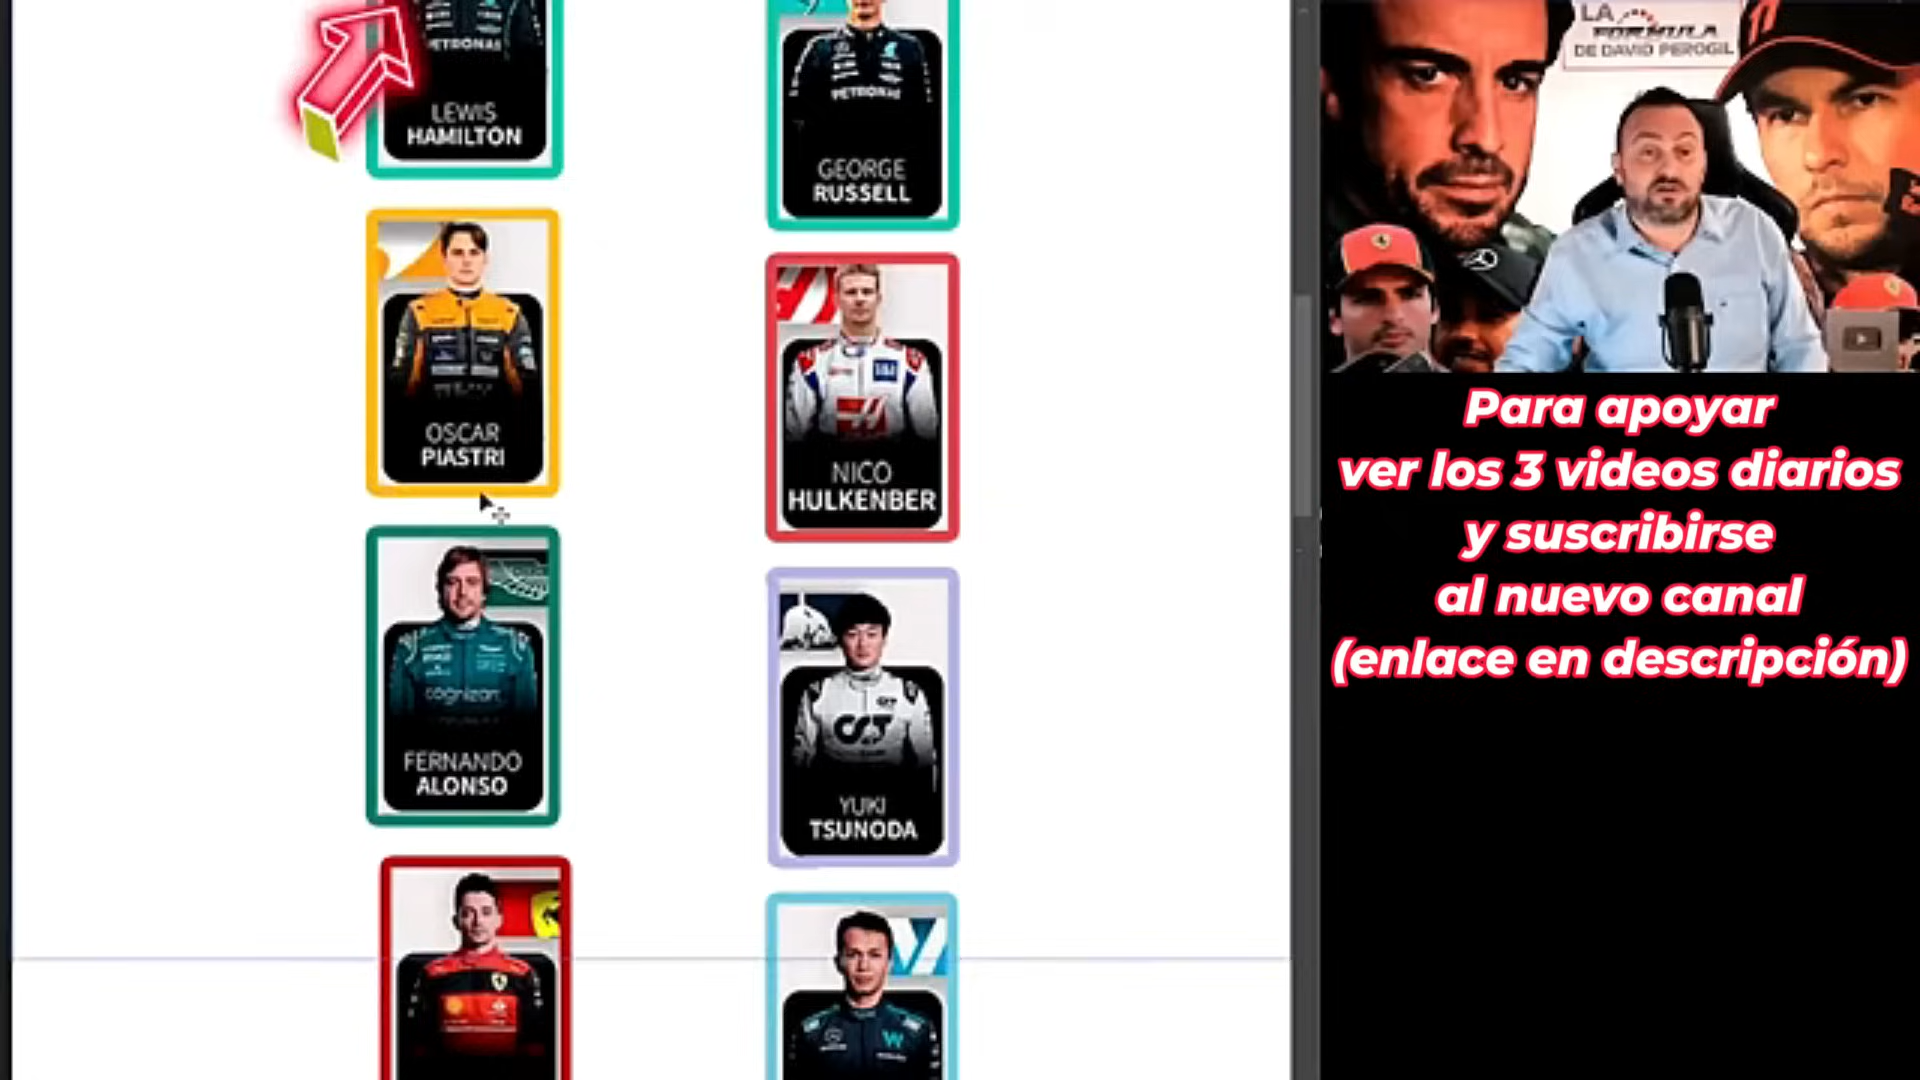 PETRONAS
LEWIS
HAMILTON
PETRONAS
GEORGE
RUSSELL
OSCAR
PIASTRI
NICO
HULKENBER
cognizant
FERNANDO
ALONSO
YUKI
TSUNODA
W
LA
FORMULA
DE DAVID PEROGIL
Para apoyar
ver los 3 videos diarios
y suscribirse
al nuevo canal
(enlace en descripción)